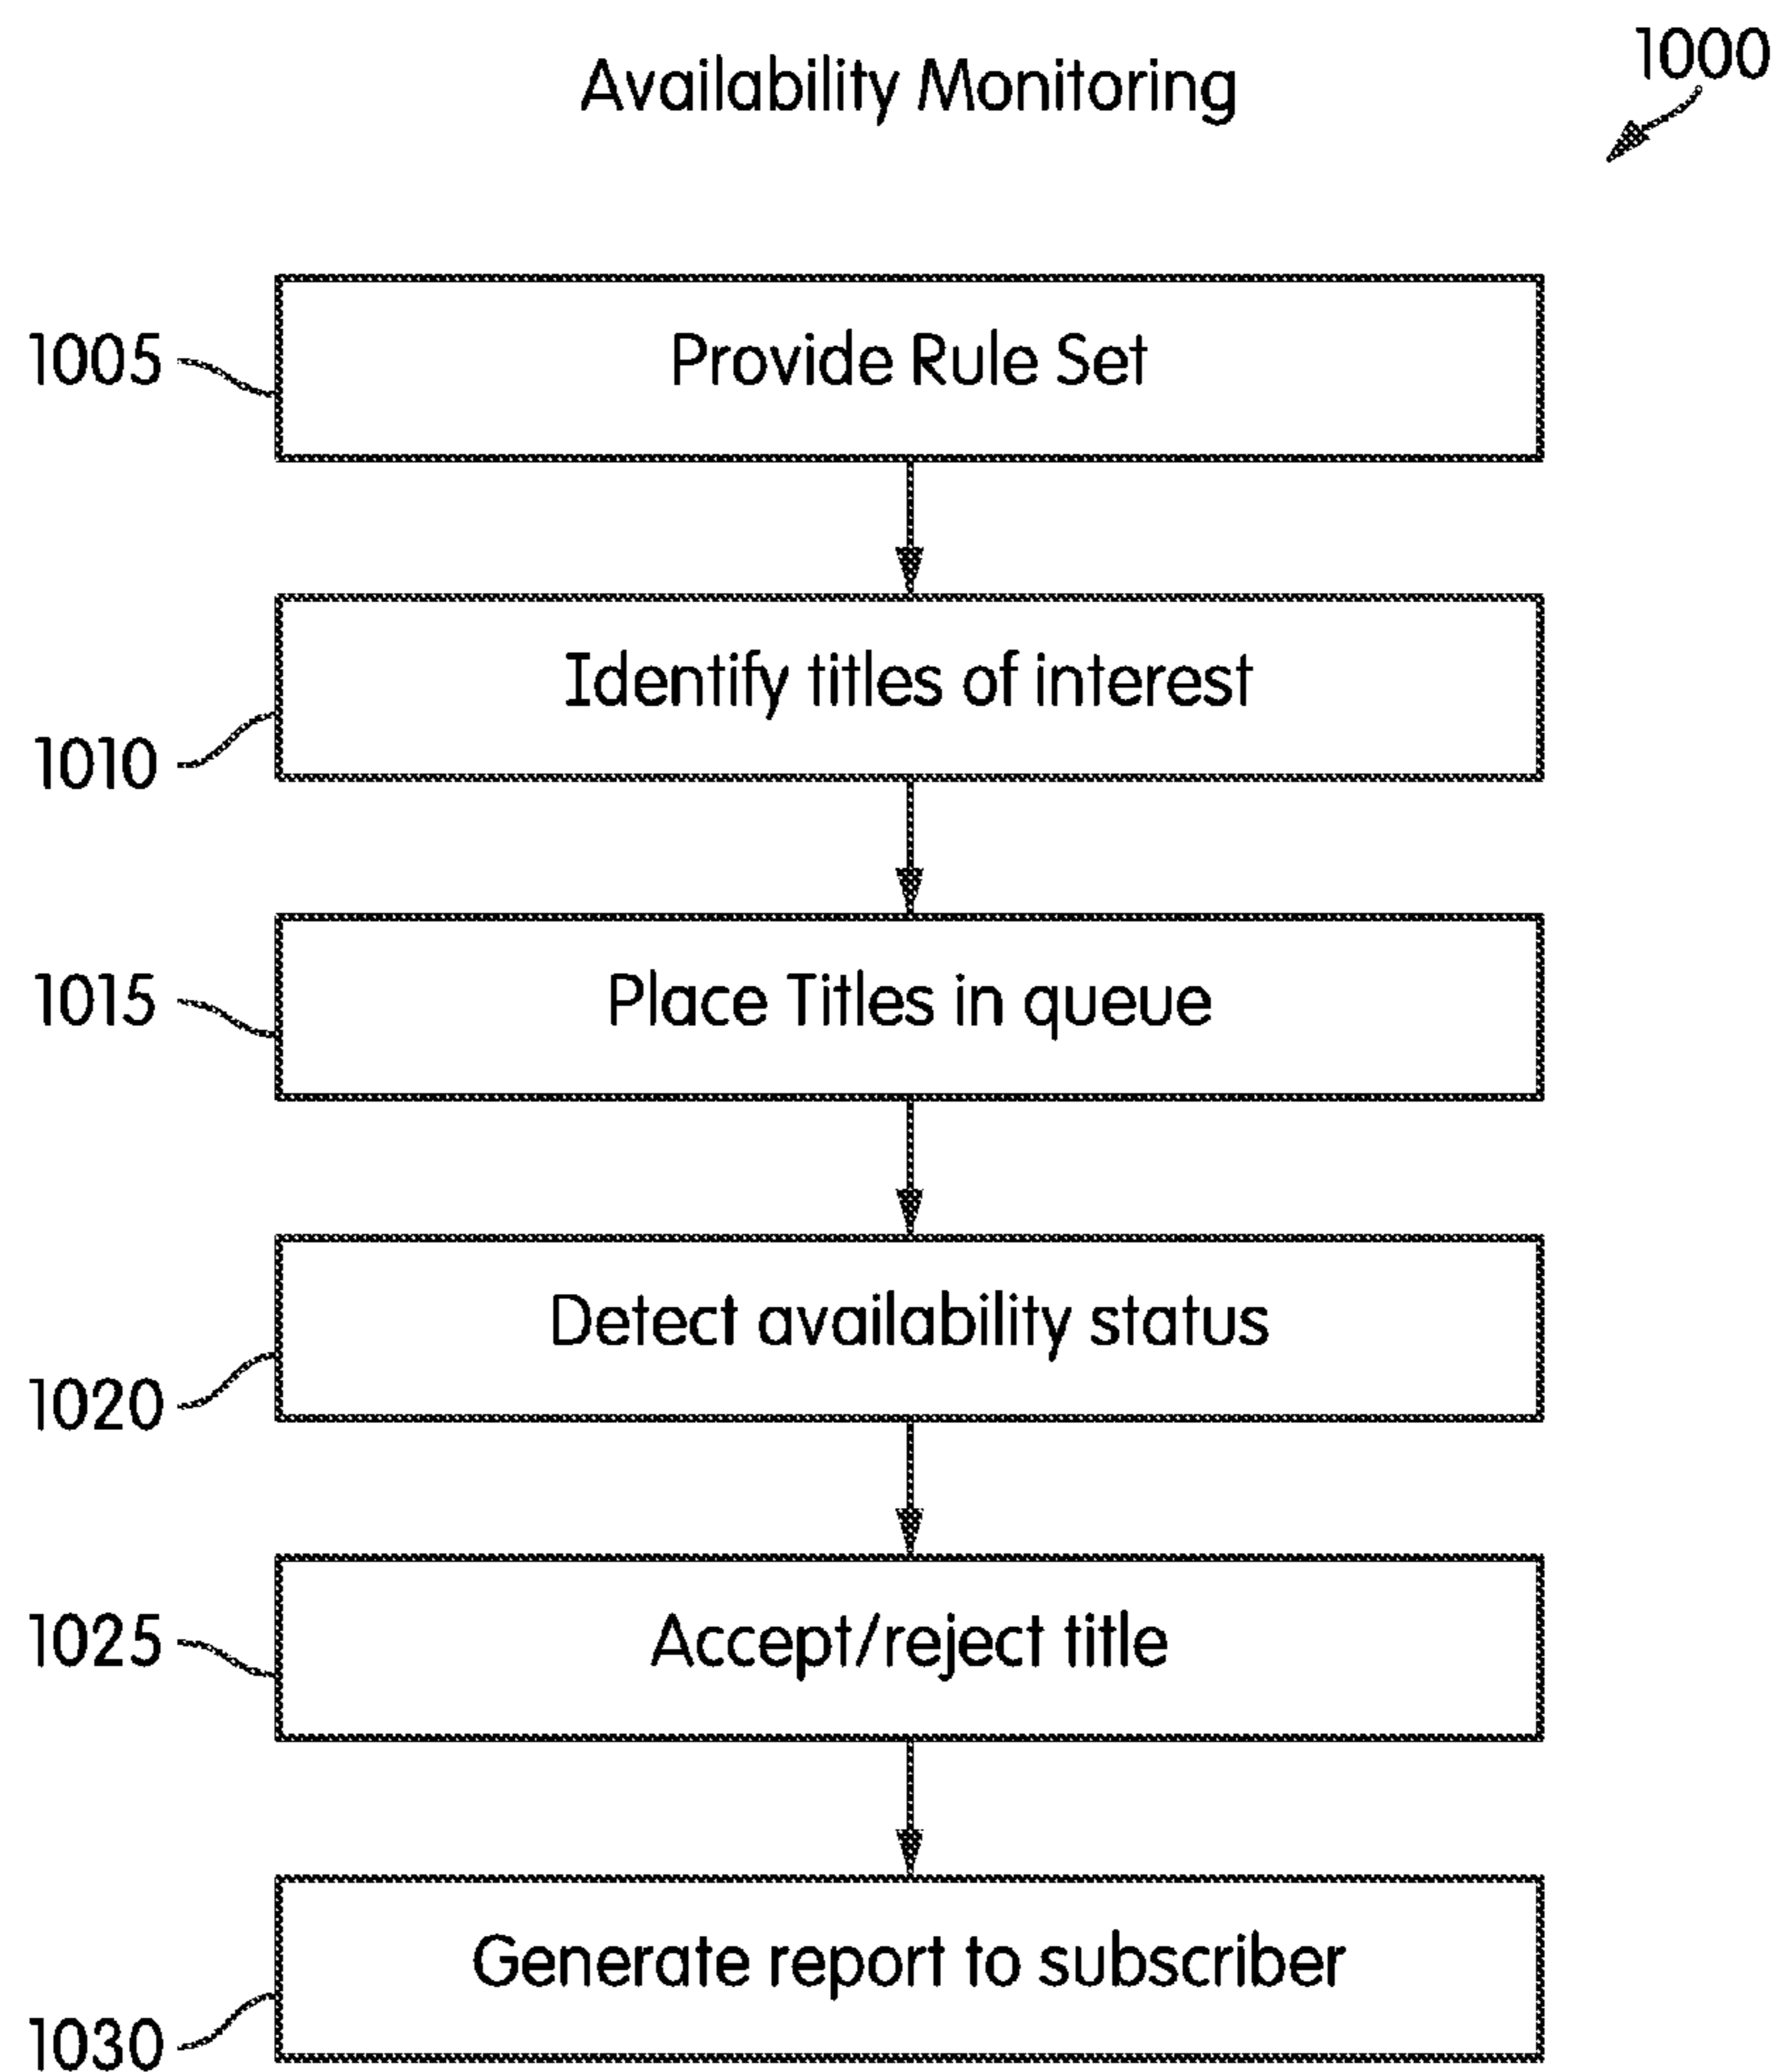 Availability Monitoring
1000
1005
Provide Rule Set
Identify titles of interest
1010
1015
Place Titles in queue
Detect availability status
1020
1025
Accept/reject title
Generate report to subscriber
1030